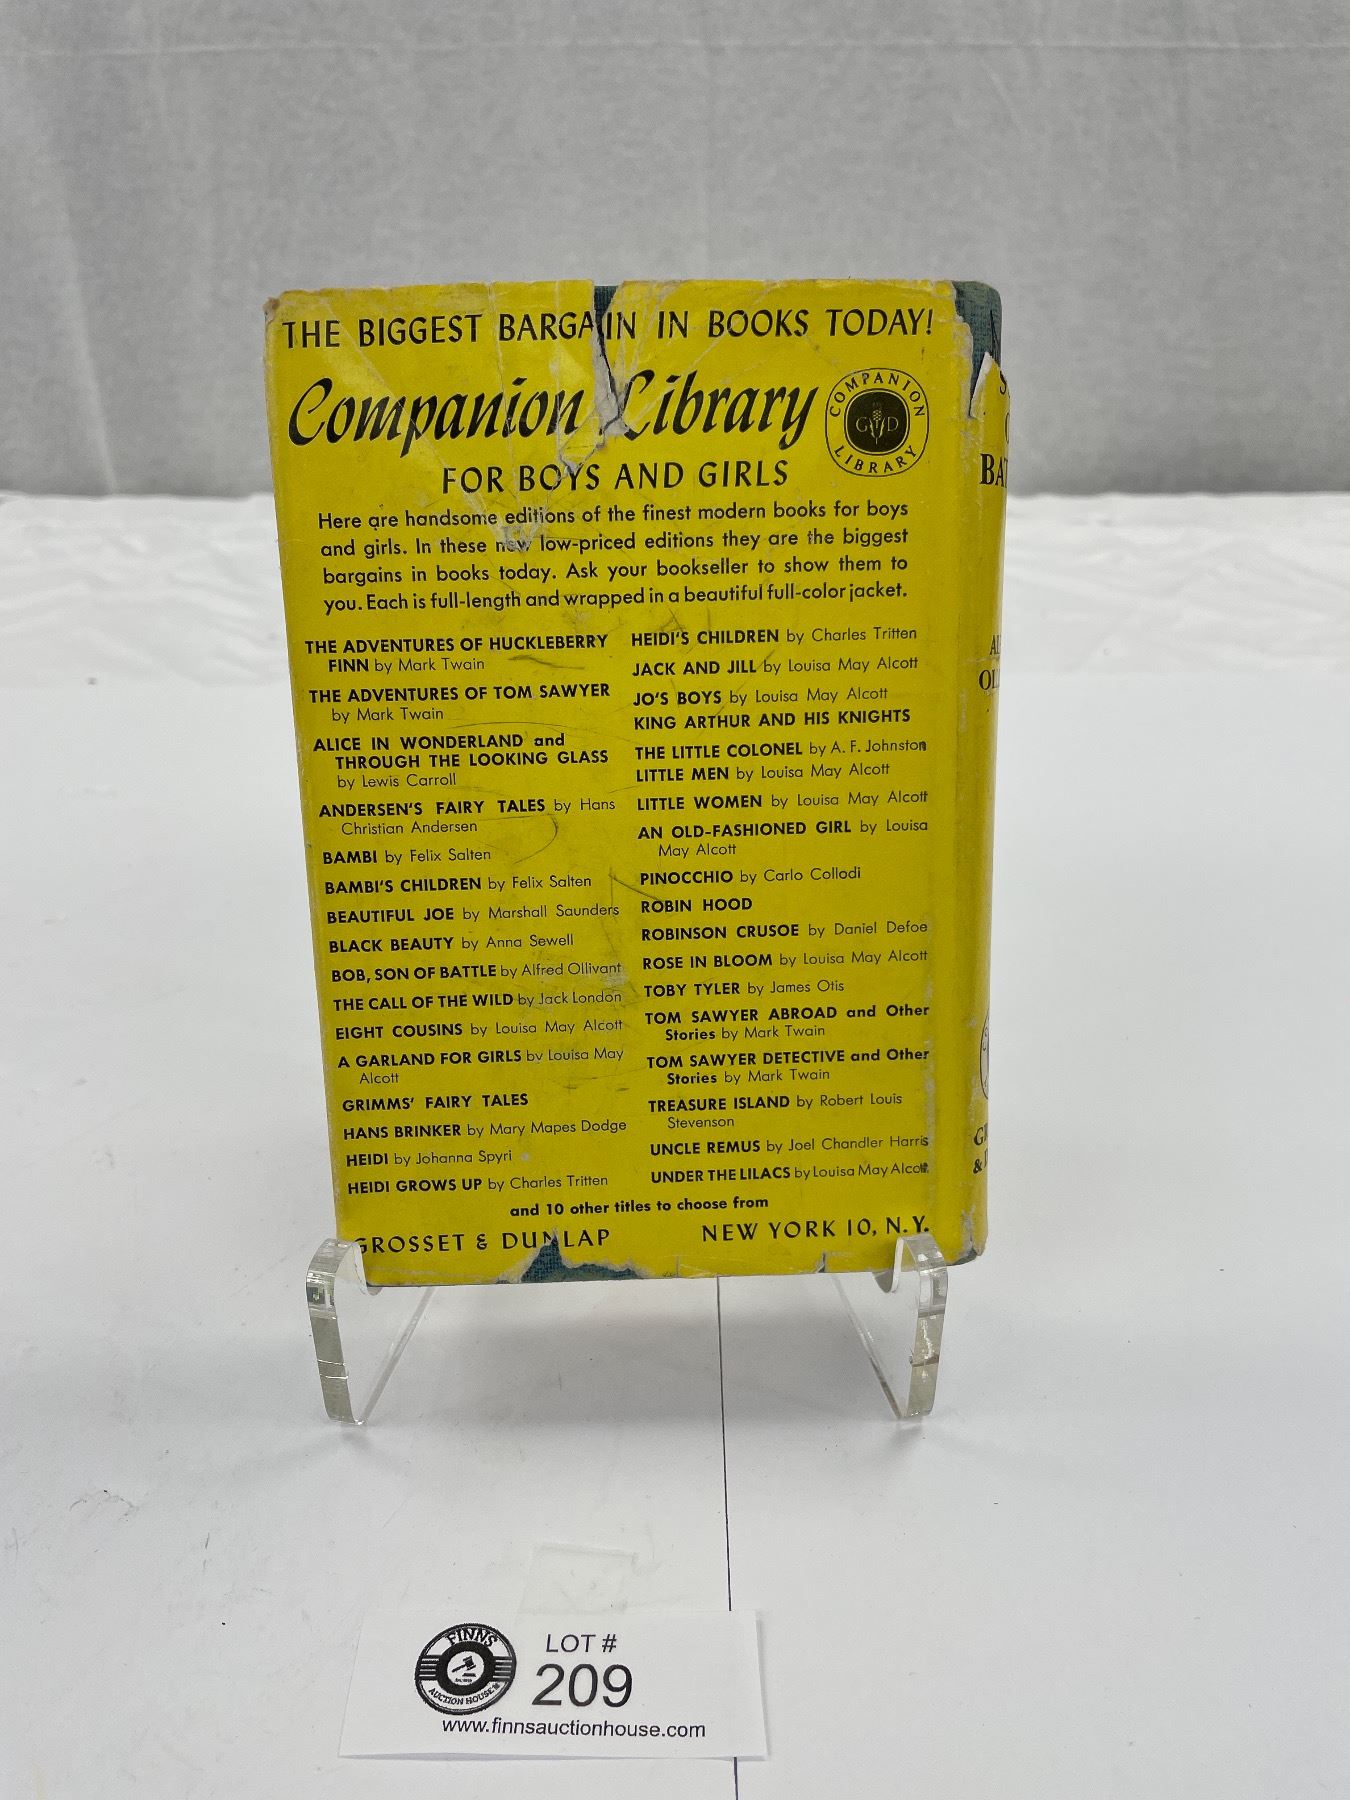 THE BIGGEST BARGAIN IN BOOKS TODAY!
Companion Library
COMPANION LIBRARY
G D
FOR BOYS AND GIRLS
Here are handsome editions of the finest modern books for boys
and girls. In these new low-priced editions they are the biggest
bargains in books today. Ask your bookseller to show them to
you. Each is full-length and wrapped in a beautiful full-color jacket.
THE ADVENTURES OF HUCKLEBERRY
FINN by Mark Twain
THE ADVENTURES OF TOM SAWYER
by Mark Twain
ALICE IN WONDERLAND and
THROUGH THE LOOKING GLASS
by Lewis Carroll
ANDERSEN'S FAIRY TALES by Hans
Christian Andersen
BAMBI by Felix Salten
BAMBI'S CHILDREN by Felix Salten
BEAUTIFUL JOE by Marshall Saunders
BLACK BEAUTY by Anna Sewell
BOB, SON OF BATTLE by Alfred Ollivant
THE CALL OF THE WILD by Jack London
EIGHT COUSINS by Louisa May Alcott
A GARLAND FOR GIRLS by Louisa May
Alcott
GRIMMS' FAIRY TALES
HANS BRINKER by Mary Mapes Dodge
HEIDI by Johanna Spyri
HEIDI GROWS UP by Charles Tritten
HEIDI'S CHILDREN by Charles Tritten
JACK AND JILL by Louisa May Alcott
JO'S BOYS by Louisa May Alcott
KING ARTHUR AND HIS KNIGHTS
THE LITTLE COLONEL by A. F. Johnston
LITTLE MEN by Louisa May Alcott
LITTLE WOMEN by Louisa May Alcott
AN OLD-FASHIONED GIRL by Louisa
May Alcott
PINOCCHIO by Carlo Collodi
ROBIN HOOD
ROBINSON CRUSOE by Daniel Defoe
ROSE IN BLOOM by Louisa May Alcott
TOBY TYLER by James Otis
TOM SAWYER ABROAD and Other
Stories by Mark Twain
TOM SAWYER DETECTIVE and Other
Stories by Mark Twain
TREASURE ISLAND by Robert Louis
Stevenson
UNCLE REMUS by Joel Chandler Harris
UNDER THE LILACS by Louisa May Alcott
and 10 other titles to choose from
GROSSET & DUNLAP NEW YORK 10, N.Y.
BAT
AL
OL
FINNS
AUCTION HOUSE
LOT #
209
www.finnsauctionhouse.com